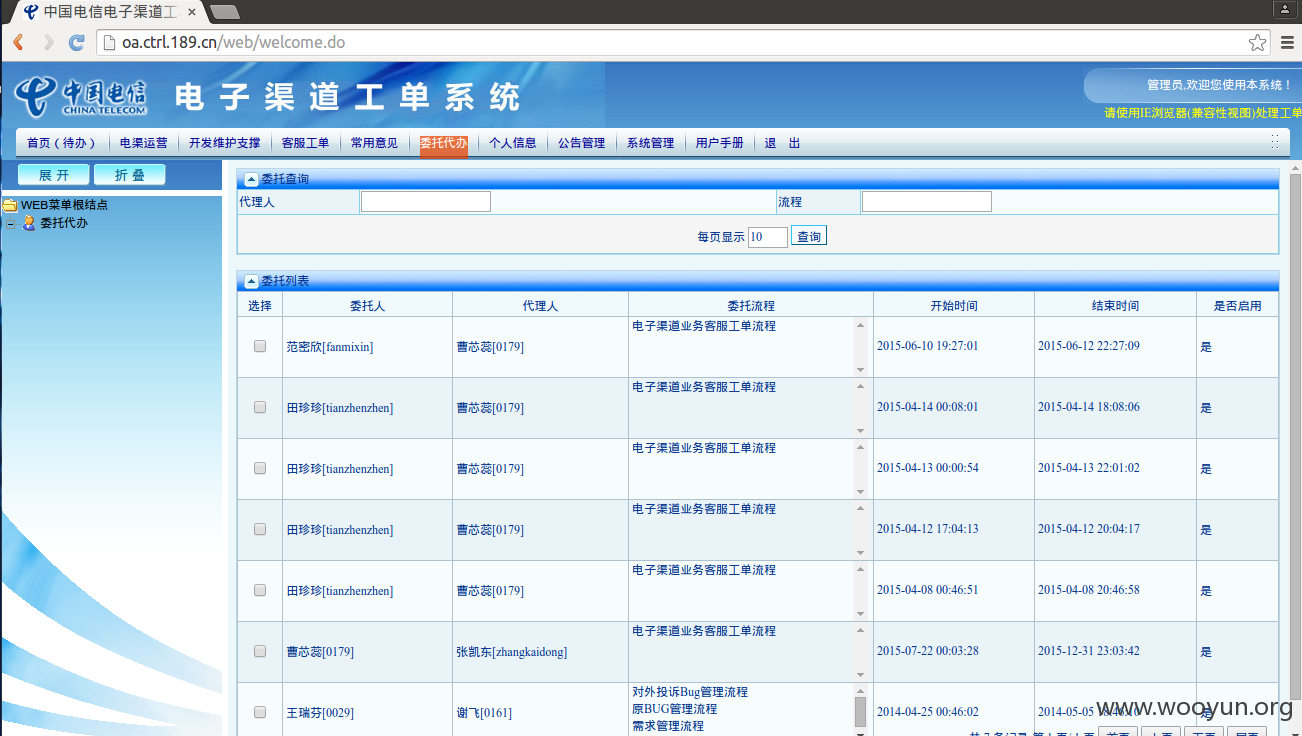 中国电信电子渠道工
oa.ctrl.189.cn/web/welcome.do
中国电信
CHINA TELECOM
电子渠道工单系统
管理员,欢迎您使用本系统！
请使用IE浏览器(兼容性视图)处理工单
首页（待办） 电渠运营 开发维护支撑 客服工单 常用意见 委托代办 个人信息 公告管理 系统管理 用户手册 退 出
展 开 折 叠
WEB菜单根结点
委托代办
委托查询
代理人 流程
每页显示 10 查询
委托列表
选择 委托人 代理人 委托流程 开始时间 结束时间 是否启用
范密欣[fanmixin] 曹芯蕊[0179] 电子渠道业务客服工单流程 2015-06-10 19:27:01 2015-06-12 22:27:09 是
田珍珍[tianzhenzhen] 曹芯蕊[0179] 电子渠道业务客服工单流程 2015-04-14 00:08:01 2015-04-14 18:08:06 是
田珍珍[tianzhenzhen] 曹芯蕊[0179] 电子渠道业务客服工单流程 2015-04-13 00:00:54 2015-04-13 22:01:02 是
田珍珍[tianzhenzhen] 曹芯蕊[0179] 电子渠道业务客服工单流程 2015-04-12 17:04:13 2015-04-12 20:04:17 是
田珍珍[tianzhenzhen] 曹芯蕊[0179] 电子渠道业务客服工单流程 2015-04-08 00:46:51 2015-04-08 20:46:58 是
曹芯蕊[0179] 张凯东[zhangkaidong] 电子渠道业务客服工单流程 2015-07-22 00:03:28 2015-12-31 23:03:42 是
对外投诉Bug管理流程
王瑞芬[0029] 谢飞[0161] 原BUG管理流程 2014-04-25 00:46:02 2014-05-05
需求管理流程
www.wooyun.org